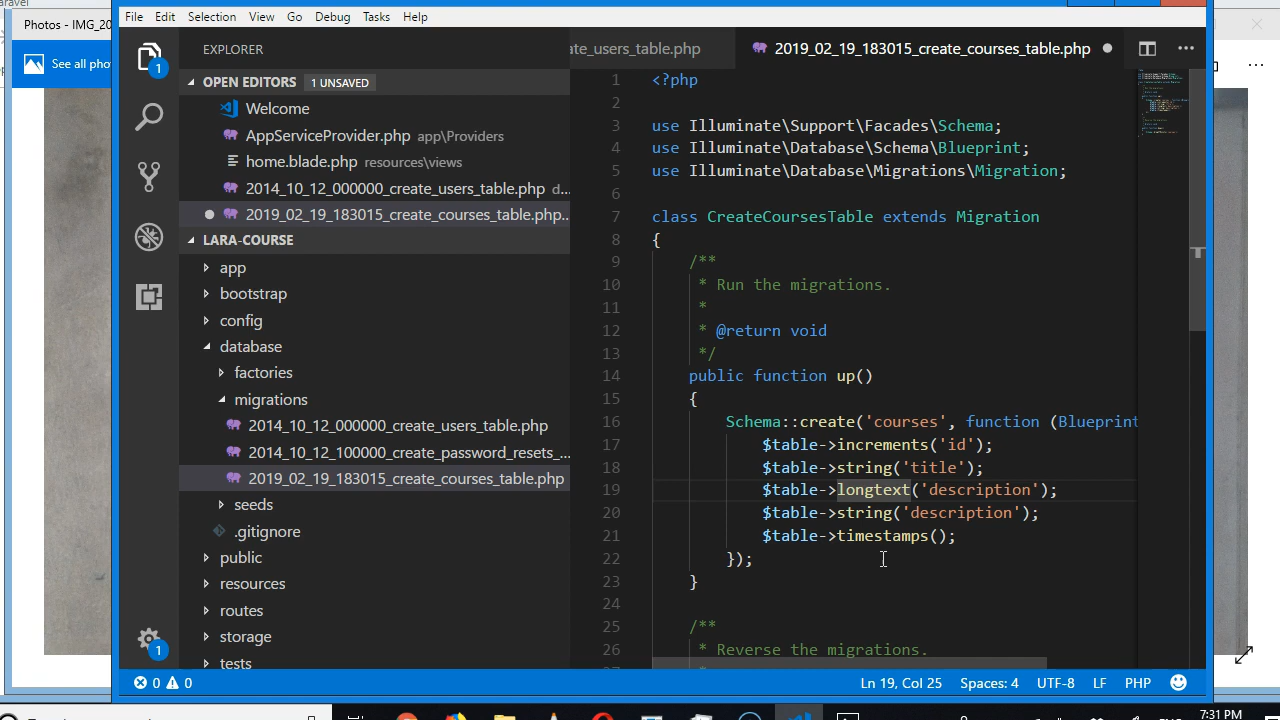 File Edit Selection View Go Debug Tasks Help
Photos - IMG_20
See all pho
EXPLORER
OPEN EDITORS 1 UNSAVED
Welcome
AppServiceProvider.php app\Providers
home.blade.php resources\views
2014_10_12_000000_create_users_table.php d...
2019_02_19_183015_create_courses_table.php...
LARA-COURSE
app
bootstrap
config
database
factories
migrations
2014_10_12_000000_create_users_table.php
2014_10_12_100000_create_password_resets_...
2019_02_19_183015_create_courses_table.php
seeds
.gitignore
public
resources
routes
storage
tests
1
1
ate_users_table.php 2019_02_19_183015_create_courses_table.php
1 <?php
2
3 use Illuminate\Support\Facades\Schema;
4 use Illuminate\Database\Schema\Blueprint;
5 use Illuminate\Database\Migrations\Migration;
6
7 class CreateCoursesTable extends Migration
8 {
9 /**
10 * Run the migrations.
11 *
12 * @return void
13 */
14 public function up()
15 {
16 Schema::create('courses', function (Blueprint
17 $table->increments('id');
18 $table->string('title');
19 $table->longtext('description');
20 $table->string('description');
21 $table->timestamps();
22 });
23 }
24
25 /**
26 * Reverse the migrations.
0 0 Ln 19, Col 25 Spaces: 4 UTF-8 LF PHP
7:31 PM